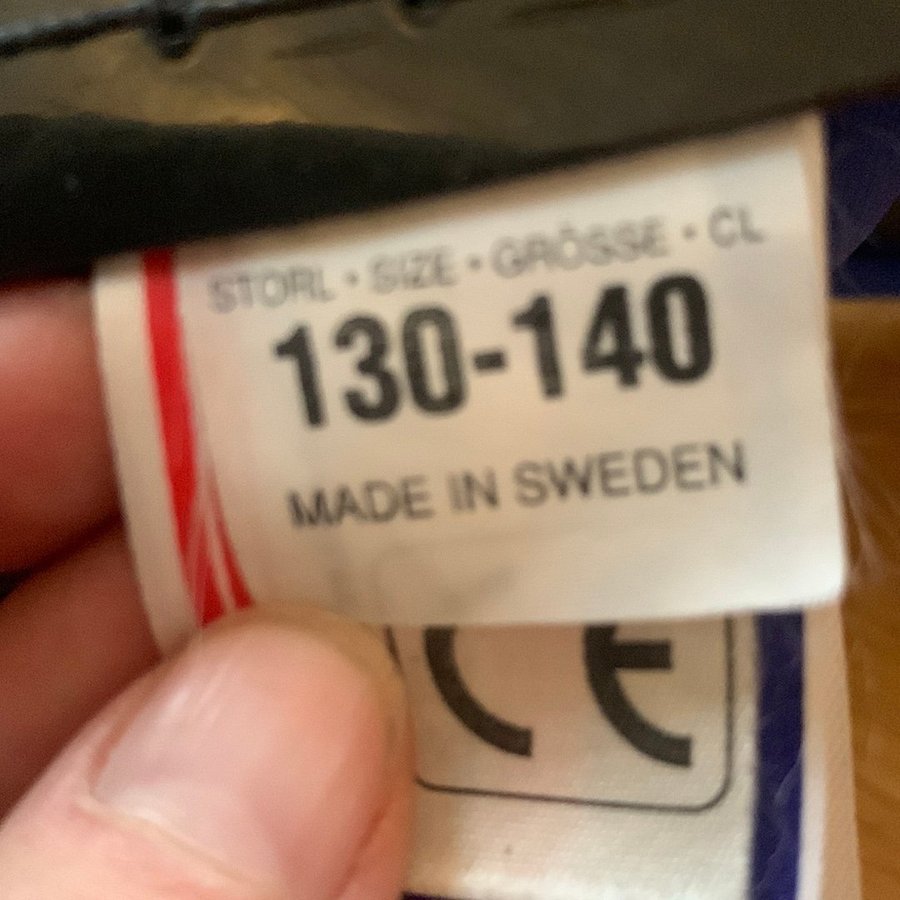 STORL • SIZE • GRÖSSE • CL
130-140
MADE IN SWEDEN
CE